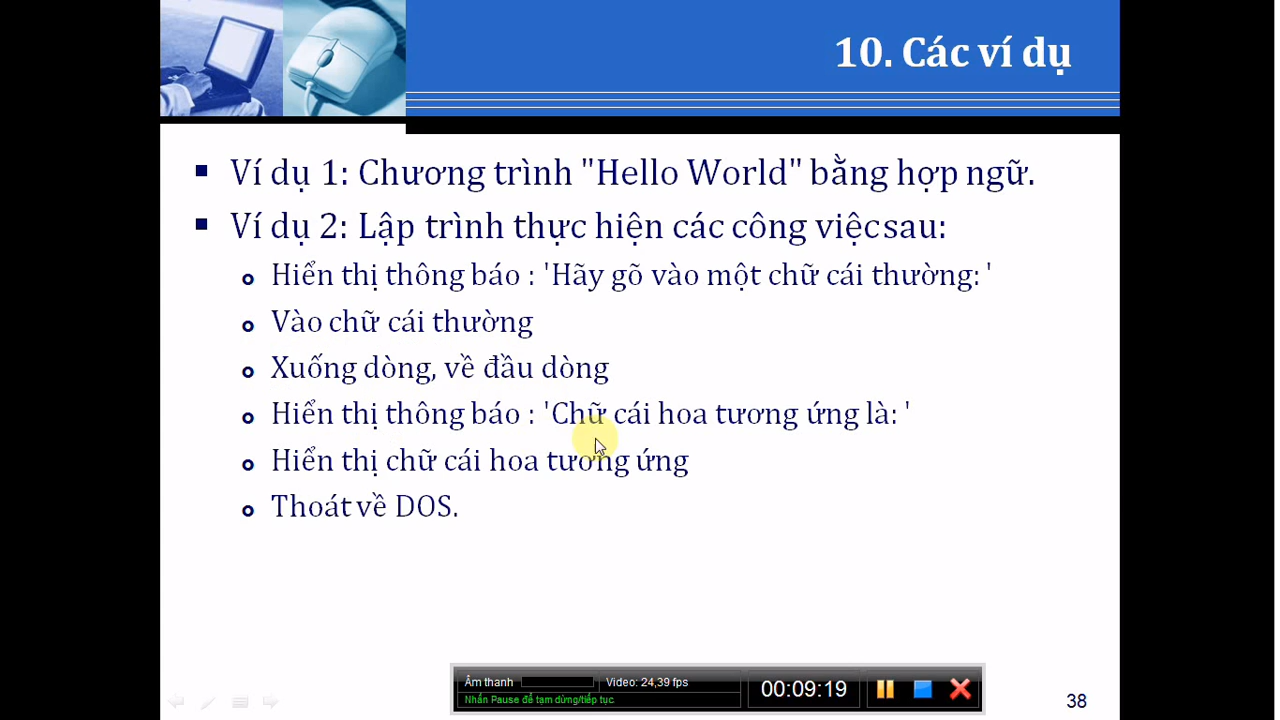 10. Các ví dụ
Ví dụ 1: Chương trình "Hello World" bằng hợp ngữ.
Ví dụ 2: Lập trình thực hiện các công việc sau:
Hiển thị thông báo : 'Hãy gõ vào một chữ cái thường: '
Vào chữ cái thường
Xuống dòng, về đầu dòng
Hiển thị thông báo : 'Chữ cái hoa tương ứng là: '
Hiển thị chữ cái hoa tương ứng
Thoát về DOS.
Âm thanh Video: 24,39 fps
Nhấn Pause để tạm dừng/tiếp tục
00:09:19
38